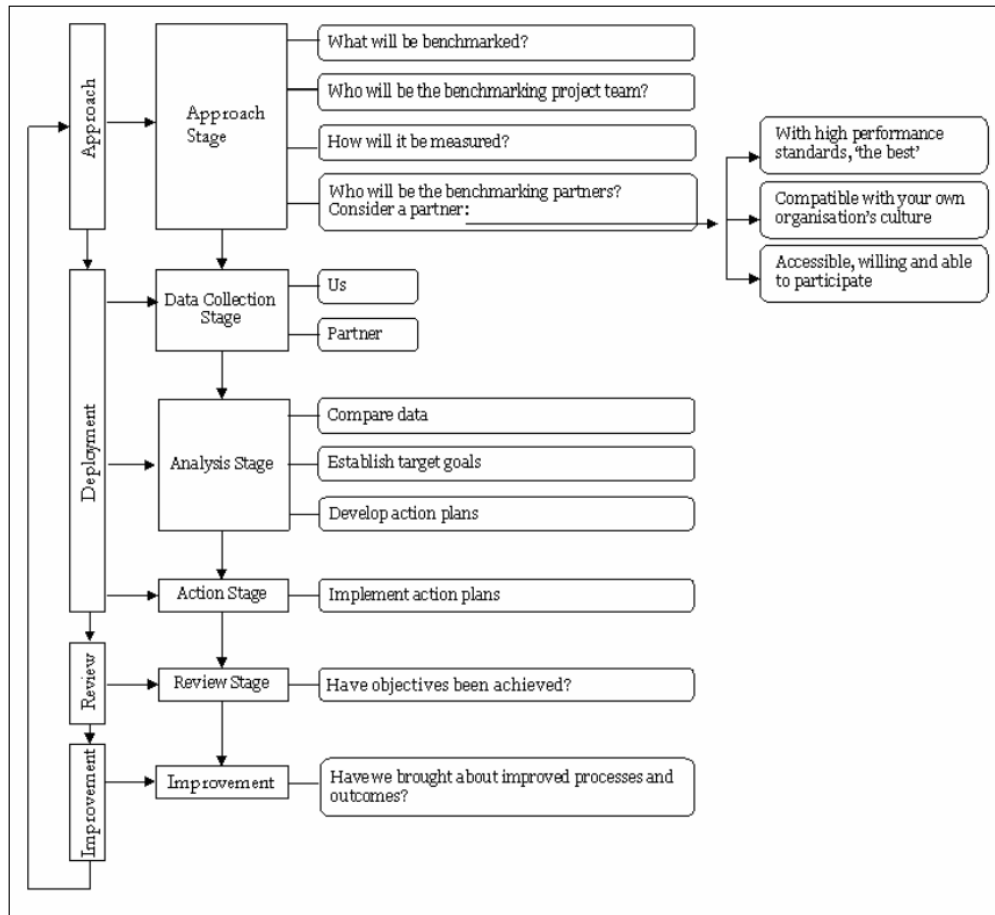 Approach
Approach
Stage
What will be benchmarked?
Who will be the benchmarking project team?
How will it be measured?
Who will be the benchmarking partners?
Consider a partner:
With high performance
standards, ‘the best’
Compatible with your own
organisation’s culture
Accessible, willing and able
to participate
Deployment
Data Collection
Stage
Us
Partner
Analysis Stage
Compare data
Establish target goals
Develop action plans
Action Stage
Implement action plans
Review
Review Stage
Have objectives been achieved?
Improvement
Improvement
Have we brought about improved processes and
outcomes?